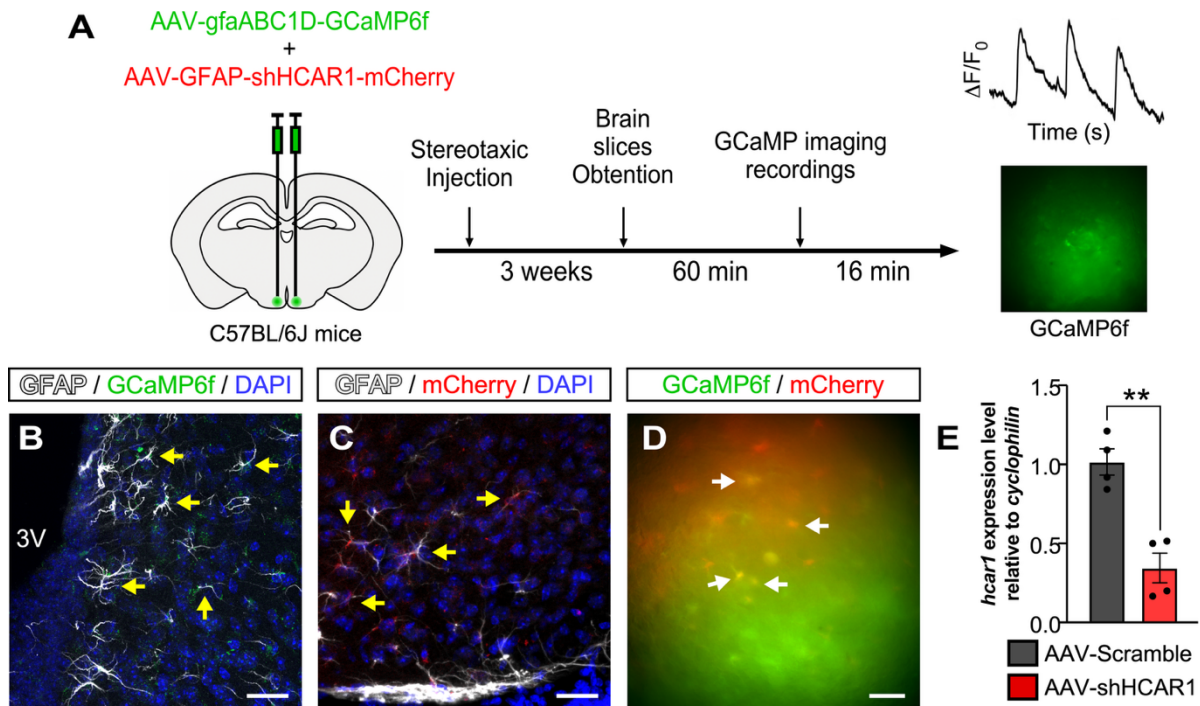 A
AAV-gfaABC1D-GCaMP6f
+
AAV-GFAP-shHCAR1-mCherry
C57BL/6J mice
Stereotaxic
Injection
Brain
slices
Obtention
GCaMP imaging
recordings
3 weeks
60 min
16 min
ΔF/F0
Time (s)
GCaMP6f
GFAP / GCaMP6f / DAPI
B
3V
GFAP / mCherry / DAPI
C
GCaMP6f / mCherry
D
E
hcar1 expression level
relative to cyclophilin
1.5
1.0
0.5
0.0
**
AAV-Scramble
AAV-shHCAR1